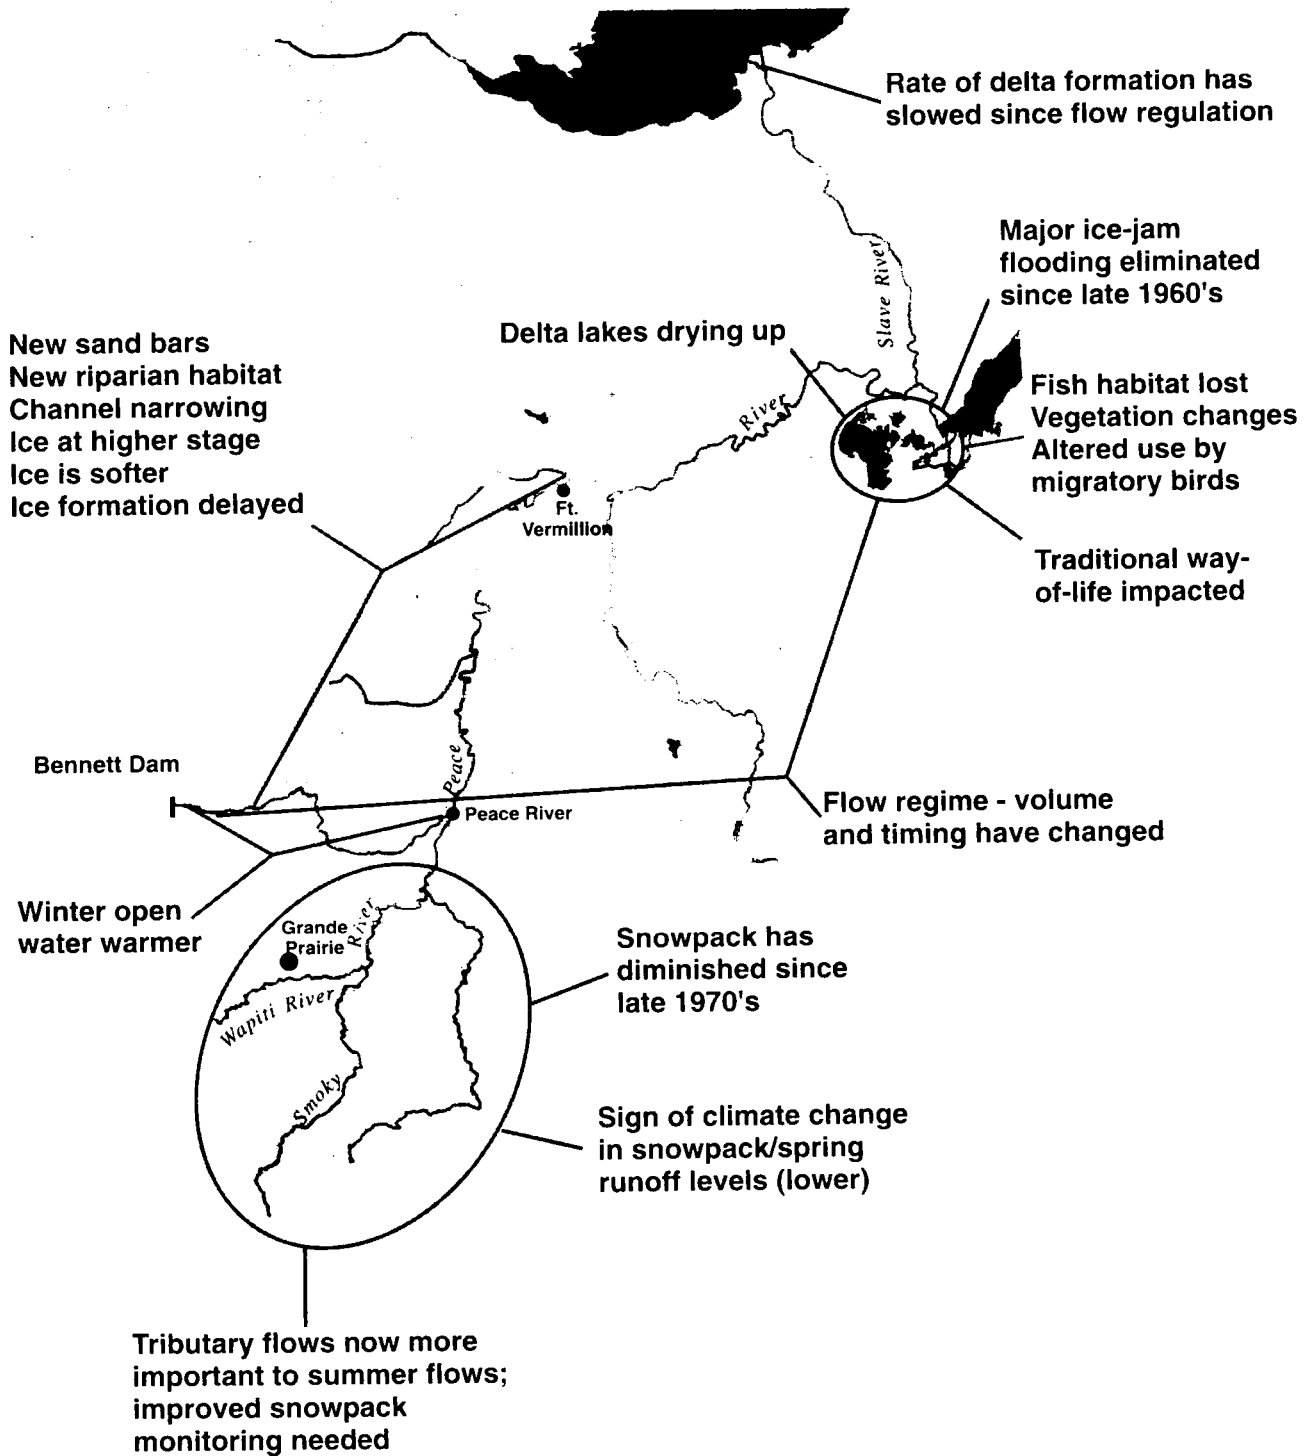 Rate of delta formation has
slowed since flow regulation
Major ice-jam
flooding eliminated
since late 1960's
Slave River
Delta lakes drying up
New sand bars
New riparian habitat
Channel narrowing
Ice at higher stage
Ice is softer
Ice formation delayed
River
Fish habitat lost
Vegetation changes
Altered use by
migratory birds
Ft.
Vermillion
Traditional way-
of-life impacted
Bennett Dam
Peace
Peace River
Flow regime - volume
and timing have changed
Winter open
water warmer
Grande
Prairie
River
Wapiti River
Smoky
Snowpack has
diminished since
late 1970's
Sign of climate change
in snowpack/spring
runoff levels (lower)
Tributary flows now more
important to summer flows;
improved snowpack
monitoring needed